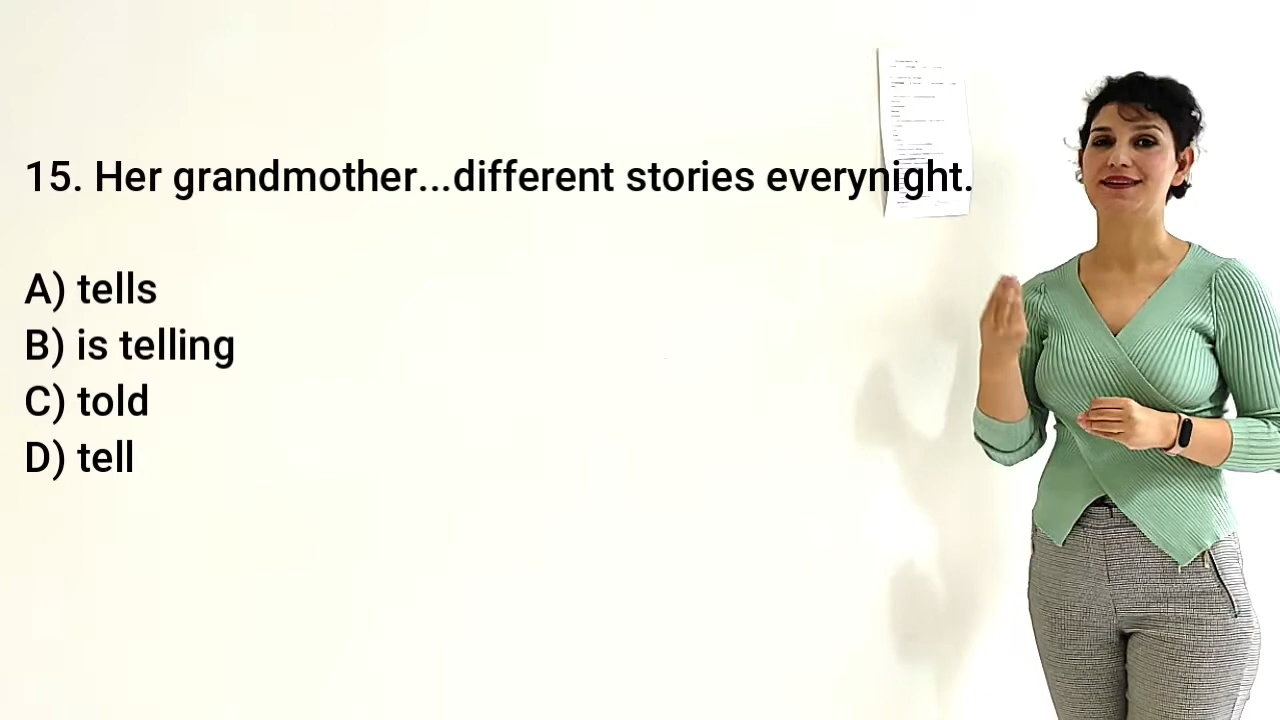 15. Her grandmother...different stories everynight.
A) tells
B) is telling
C) told
D) tell